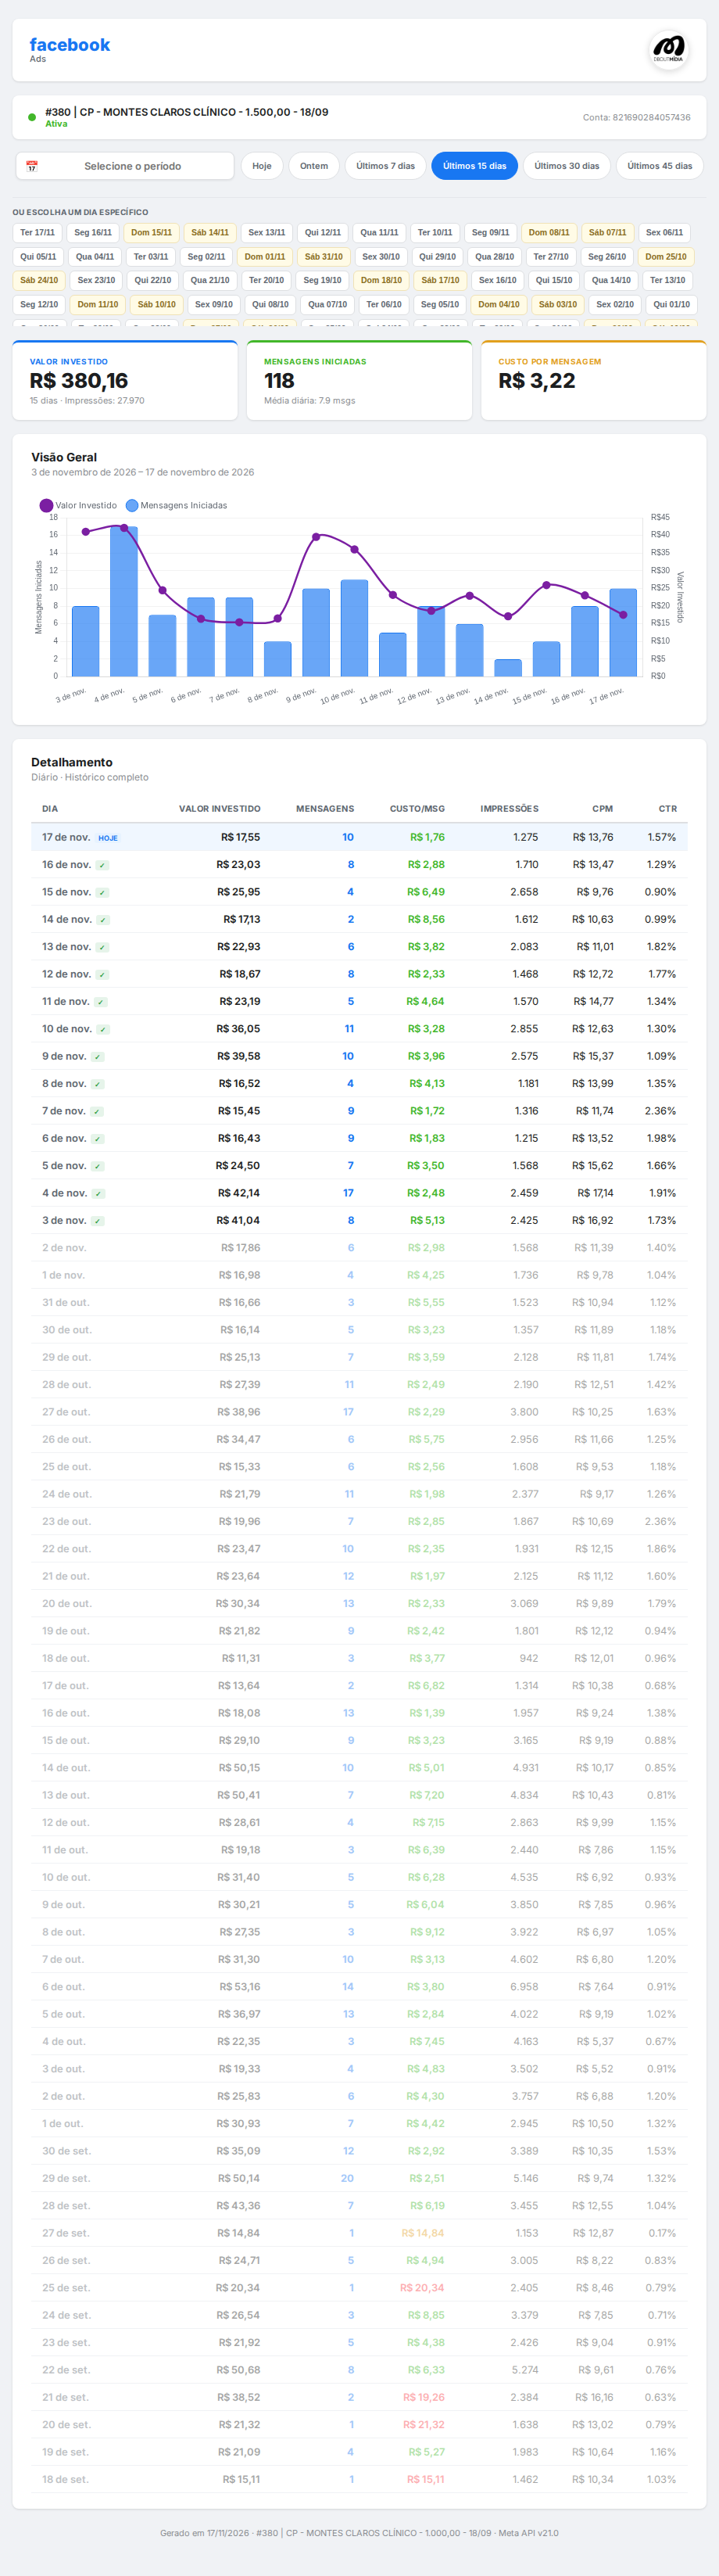 facebook
Ads
DBOUTMÍDIA
#380 | CP - MONTES CLAROS CLÍNICO - 1.500,00 - 18/09
Ativa
Conta: 821690284057436
Selecione o período
Hoje Ontem Últimos 7 dias Últimos 15 dias Últimos 30 dias Últimos 45 dias
OU ESCOLHA UM DIA ESPECÍFICO
Ter 17/11 Seg 16/11 Dom 15/11 Sáb 14/11 Sex 13/11 Qui 12/11 Qua 11/11 Ter 10/11 Seg 09/11 Dom 08/11 Sáb 07/11 Sex 06/11
Qui 05/11 Qua 04/11 Ter 03/11 Seg 02/11 Dom 01/11 Sáb 31/10 Sex 30/10 Qui 29/10 Qua 28/10 Ter 27/10 Seg 26/10 Dom 25/10
Sáb 24/10 Sex 23/10 Qui 22/10 Qua 21/10 Ter 20/10 Seg 19/10 Dom 18/10 Sáb 17/10 Sex 16/10 Qui 15/10 Qua 14/10 Ter 13/10
Seg 12/10 Dom 11/10 Sáb 10/10 Sex 09/10 Qui 08/10 Qua 07/10 Ter 06/10 Seg 05/10 Dom 04/10 Sáb 03/10 Sex 02/10 Qui 01/10
VALOR INVESTIDO
R$ 380,16
15 dias · Impressões: 27.970
MENSAGENS INICIADAS
118
Média diária: 7.9 msgs
CUSTO POR MENSAGEM
R$ 3,22
Visão Geral
3 de novembro de 2026 – 17 de novembro de 2026
Valor Investido Mensagens Iniciadas
18 R$45
16 R$40
14 R$35
12 R$30
10 R$25
8 R$20
6 R$15
4 R$10
2 R$5
0 R$0
Mensagens Iniciadas
Valor Investido
3 de nov. 4 de nov. 5 de nov. 6 de nov. 7 de nov. 8 de nov. 9 de nov. 10 de nov. 11 de nov. 12 de nov. 13 de nov. 14 de nov. 15 de nov. 16 de nov. 17 de nov.
Detalhamento
Diário · Histórico completo
DIA VALOR INVESTIDO MENSAGENS CUSTO/MSG IMPRESSÕES CPM CTR
17 de nov. HOJE R$ 17,55 10 R$ 1,76 1.275 R$ 13,76 1.57%
16 de nov. ✓ R$ 23,03 8 R$ 2,88 1.710 R$ 13,47 1.29%
15 de nov. ✓ R$ 25,95 4 R$ 6,49 2.658 R$ 9,76 0.90%
14 de nov. ✓ R$ 17,13 2 R$ 8,56 1.612 R$ 10,63 0.99%
13 de nov. ✓ R$ 22,93 6 R$ 3,82 2.083 R$ 11,01 1.82%
12 de nov. ✓ R$ 18,67 8 R$ 2,33 1.468 R$ 12,72 1.77%
11 de nov. ✓ R$ 23,19 5 R$ 4,64 1.570 R$ 14,77 1.34%
10 de nov. ✓ R$ 36,05 11 R$ 3,28 2.855 R$ 12,63 1.30%
9 de nov. ✓ R$ 39,58 10 R$ 3,96 2.575 R$ 15,37 1.09%
8 de nov. ✓ R$ 16,52 4 R$ 4,13 1.181 R$ 13,99 1.35%
7 de nov. ✓ R$ 15,45 9 R$ 1,72 1.316 R$ 11,74 2.36%
6 de nov. ✓ R$ 16,43 9 R$ 1,83 1.215 R$ 13,52 1.98%
5 de nov. ✓ R$ 24,50 7 R$ 3,50 1.568 R$ 15,62 1.66%
4 de nov. ✓ R$ 42,14 17 R$ 2,48 2.459 R$ 17,14 1.91%
3 de nov. ✓ R$ 41,04 8 R$ 5,13 2.425 R$ 16,92 1.73%
2 de nov. R$ 17,86 6 R$ 2,98 1.568 R$ 11,39 1.40%
1 de nov. R$ 16,98 4 R$ 4,25 1.736 R$ 9,78 1.04%
31 de out. R$ 16,66 3 R$ 5,55 1.523 R$ 10,94 1.12%
30 de out. R$ 16,14 5 R$ 3,23 1.357 R$ 11,89 1.18%
29 de out. R$ 25,13 7 R$ 3,59 2.128 R$ 11,81 1.74%
28 de out. R$ 27,39 11 R$ 2,49 2.190 R$ 12,51 1.42%
27 de out. R$ 38,96 17 R$ 2,29 3.800 R$ 10,25 1.63%
26 de out. R$ 34,47 6 R$ 5,75 2.956 R$ 11,66 1.25%
25 de out. R$ 15,33 6 R$ 2,56 1.608 R$ 9,53 1.18%
24 de out. R$ 21,79 11 R$ 1,98 2.377 R$ 9,17 1.26%
23 de out. R$ 19,96 7 R$ 2,85 1.867 R$ 10,69 2.36%
22 de out. R$ 23,47 10 R$ 2,35 1.931 R$ 12,15 1.86%
21 de out. R$ 23,64 12 R$ 1,97 2.125 R$ 11,12 1.60%
20 de out. R$ 30,34 13 R$ 2,33 3.069 R$ 9,89 1.79%
19 de out. R$ 21,82 9 R$ 2,42 1.801 R$ 12,12 0.94%
18 de out. R$ 11,31 3 R$ 3,77 942 R$ 12,01 0.96%
17 de out. R$ 13,64 2 R$ 6,82 1.314 R$ 10,38 0.68%
16 de out. R$ 18,08 13 R$ 1,39 1.957 R$ 9,24 1.38%
15 de out. R$ 29,10 9 R$ 3,23 3.165 R$ 9,19 0.88%
14 de out. R$ 50,15 10 R$ 5,01 4.931 R$ 10,17 0.85%
13 de out. R$ 50,41 7 R$ 7,20 4.834 R$ 10,43 0.81%
12 de out. R$ 28,61 4 R$ 7,15 2.863 R$ 9,99 1.15%
11 de out. R$ 19,18 3 R$ 6,39 2.440 R$ 7,86 1.15%
10 de out. R$ 31,40 5 R$ 6,28 4.535 R$ 6,92 0.93%
9 de out. R$ 30,21 5 R$ 6,04 3.850 R$ 7,85 0.96%
8 de out. R$ 27,35 3 R$ 9,12 3.922 R$ 6,97 1.05%
7 de out. R$ 31,30 10 R$ 3,13 4.602 R$ 6,80 1.20%
6 de out. R$ 53,16 14 R$ 3,80 6.958 R$ 7,64 0.91%
5 de out. R$ 36,97 13 R$ 2,84 4.022 R$ 9,19 1.02%
4 de out. R$ 22,35 3 R$ 7,45 4.163 R$ 5,37 0.67%
3 de out. R$ 19,33 4 R$ 4,83 3.502 R$ 5,52 0.91%
2 de out. R$ 25,83 6 R$ 4,30 3.757 R$ 6,88 1.20%
1 de out. R$ 30,93 7 R$ 4,42 2.945 R$ 10,50 1.32%
30 de set. R$ 35,09 12 R$ 2,92 3.389 R$ 10,35 1.53%
29 de set. R$ 50,14 20 R$ 2,51 5.146 R$ 9,74 1.32%
28 de set. R$ 43,36 7 R$ 6,19 3.455 R$ 12,55 1.04%
27 de set. R$ 14,84 1 R$ 14,84 1.153 R$ 12,87 0.17%
26 de set. R$ 24,71 5 R$ 4,94 3.005 R$ 8,22 0.83%
25 de set. R$ 20,34 1 R$ 20,34 2.405 R$ 8,46 0.79%
24 de set. R$ 26,54 3 R$ 8,85 3.379 R$ 7,85 0.71%
23 de set. R$ 21,92 5 R$ 4,38 2.426 R$ 9,04 0.91%
22 de set. R$ 50,68 8 R$ 6,33 5.274 R$ 9,61 0.76%
21 de set. R$ 38,52 2 R$ 19,26 2.384 R$ 16,16 0.63%
20 de set. R$ 21,32 1 R$ 21,32 1.638 R$ 13,02 0.79%
19 de set. R$ 21,09 4 R$ 5,27 1.983 R$ 10,64 1.16%
18 de set. R$ 15,11 1 R$ 15,11 1.462 R$ 10,34 1.03%
Gerado em 17/11/2026 · #380 | CP - MONTES CLAROS CLÍNICO - 1.000,00 - 18/09 · Meta API v21.0